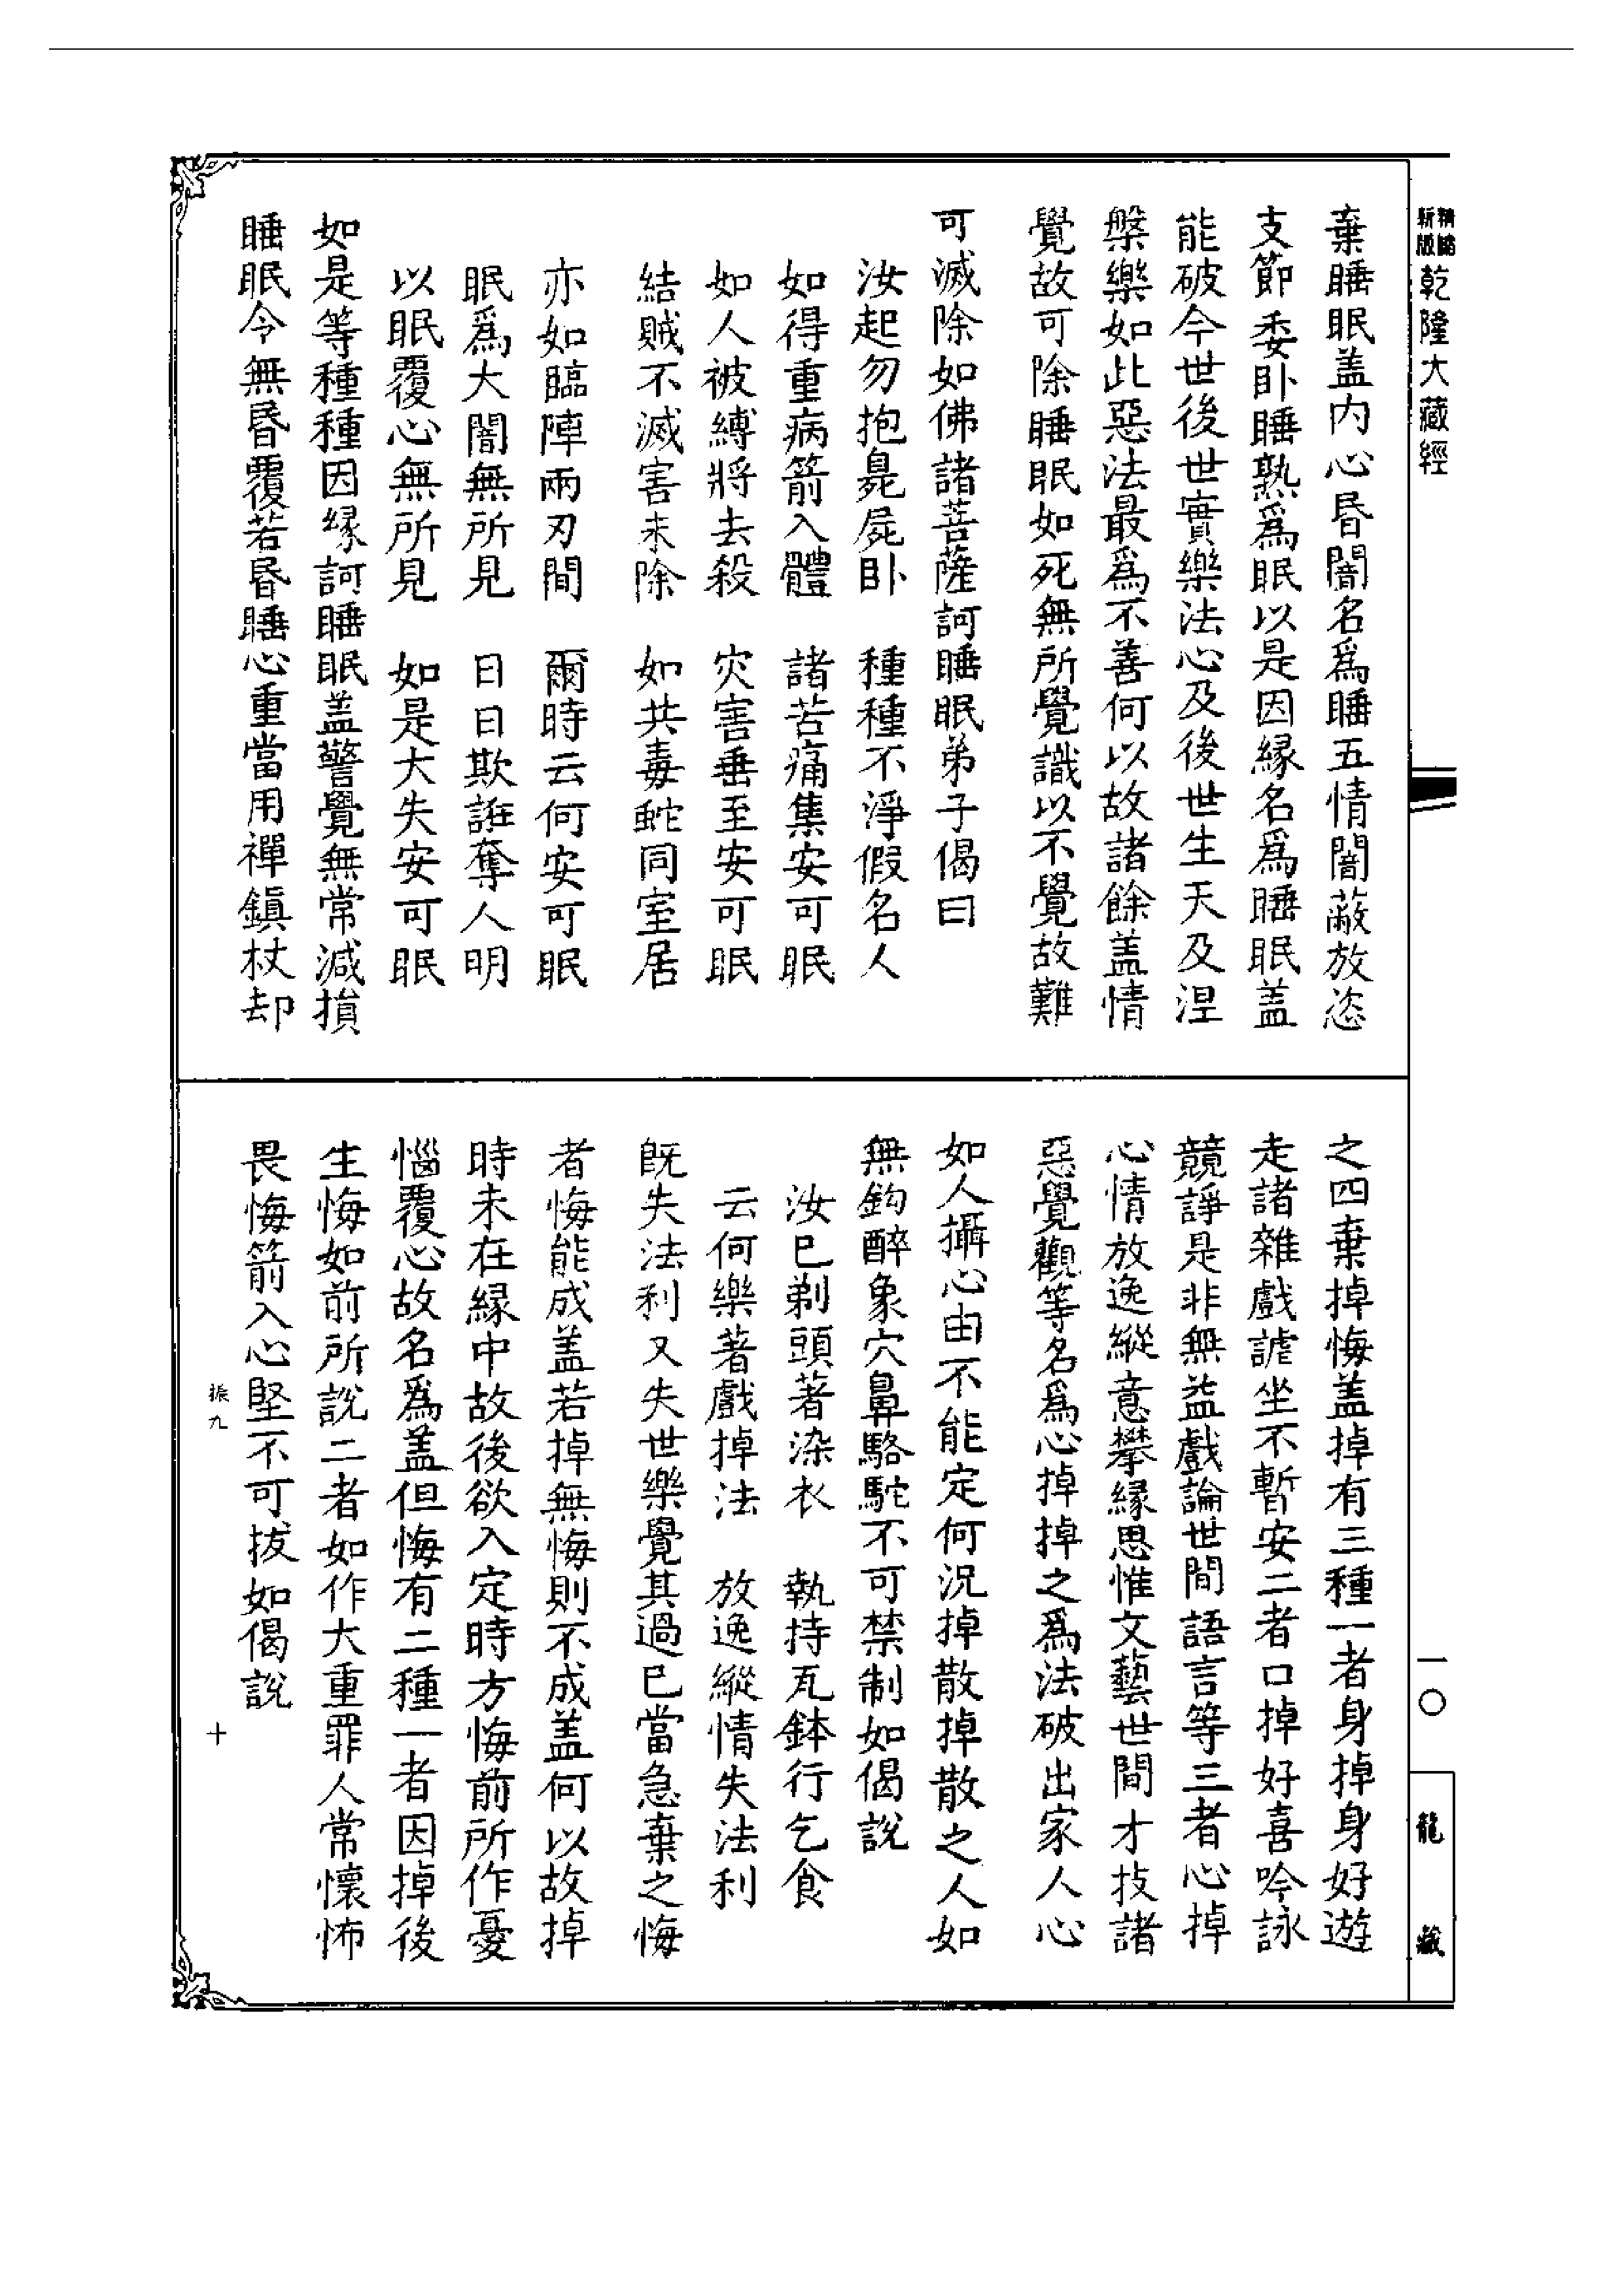 新版
精縮
乾隆大藏經
一〇
龍藏
棄睡眠盖內心昏闇名爲睡五情闇蔽放恣
支節委卧睡熟爲眠以是因緣名爲睡眠盖
能破今世後世實樂法心及後世生天及涅
槃樂如此惡法最爲不善何以故諸餘盖情
覺故可除睡眠如死無所覺識以不覺故難
可滅除如佛諸菩薩訶睡眠弟子偈曰
汝起勿抱臭屍卧　種種不淨假名人
如得重病箭入體　諸苦痛集安可眠
如人被縛將去殺　灾害垂至安可眠
結賊不滅害未除　如共毒蛇同室居
亦如臨陣兩刃間　爾時云何安可眠
眠爲大闇無所見　日日欺誑奪人明
以眠覆心無所見　如是大失安可眠
如是等種種因緣訶睡眠盖警覺無常減損
睡眠令無昏覆若昏睡心重當用禪鎮杖却
之四棄掉悔盖掉有三種一者身掉身好遊
走諸雜戲謔坐不暫安二者口掉好喜吟詠
競諍是非無益戲論世間語言等三者心掉
心情放逸縱意攀緣思惟文藝世間才技諸
惡覺觀等名爲心掉掉之爲法破出家人心
如人攝心由不能定何況掉散掉散之人如
無鈎醉象穴鼻駱駝不可禁制如偈說
汝已剃頭著染衣　執持瓦鉢行乞食
云何樂著戲掉法　放逸縱情失法利
旣失法利又失世樂覺其過已當急棄之悔
者悔能成盖若掉無悔則不成盖何以故掉
時未在緣中故後欲入定時方悔前所作憂
惱覆心故名爲盖但悔有二種一者因掉後
生悔如前所說二者如作大重罪人常懷怖
畏悔箭入心堅不可拔如偈說
振九
十